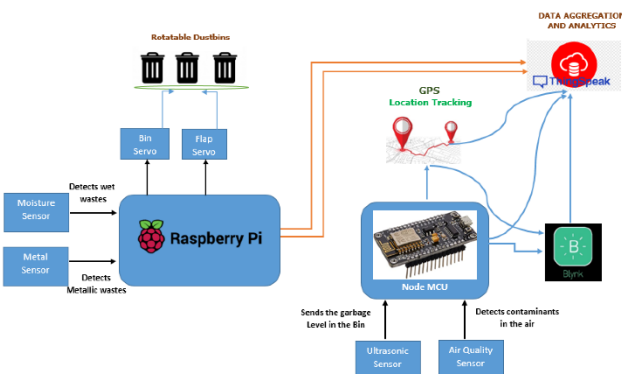 DATA AGGREGATION
AND ANALYTICS
Rotatable Dustbins
ThingSpeak
GPS
Location Tracking
Bin
Servo
Flap
Servo
Detects wet
wastes
Moisture
Sensor
Raspberry Pi
Metal
Sensor
Detects
Metallic wastes
B
Blynk
Node MCU
Sends the garbage
Level in the Bin
Detects contaminants
in the air
Ultrasonic
Sensor
Air Quality
Sensor